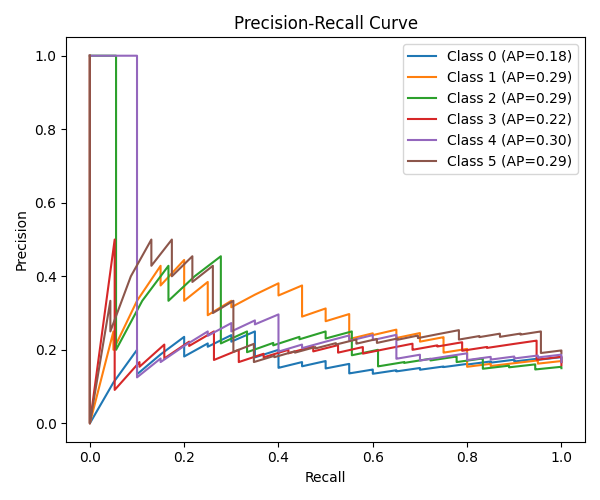 Precision-Recall Curve
Class 0 (AP=0.18)
Class 1 (AP=0.29)
Class 2 (AP=0.29)
Class 3 (AP=0.22)
Class 4 (AP=0.30)
Class 5 (AP=0.29)
Precision
1.0
0.8
0.6
0.4
0.2
0.0
0.0 0.2 0.4 0.6 0.8 1.0
Recall